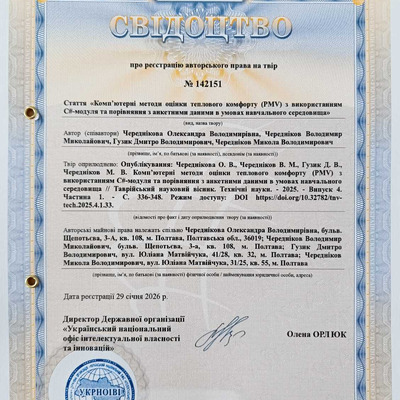 СВІДОЦТВО
про реєстрацію авторського права на твір
№ 142151
Стаття «Комп'ютерні методи оцінки теплового комфорту (PMV) з використанням
C#-модуля та порівняння з анкетними даними в умовах навчального середовища»
(вид, назва твору)
Автор (співавтори) Череднікова Олександра Володимирівна, Чередніков Володимир
Миколайович, Гузик Дмитро Володимирович, Чередніков Микола Володимирович
(прізвище, ім'я, по батькові (за наявності), псевдонім (за наявності))
Твір оприлюднено: Опублікування: Череднікова О. В., Чередніков В. М., Гузик Д. В.,
Чередніков М. В. Комп'ютерні методи оцінки теплового комфорту (PMV) з
використанням C#-модуля та порівняння з анкетними даними в умовах навчального
середовища // Таврійський науковий вісник. Технічні науки. - 2025. - Випуск 4.
Частина 1. - С. 336-348. Режим доступу: DOI https://doi.org/10.32782/tnv-
tech.2025.4.1.33.
(відомості про факт і дату оприлюднення твору (за наявності))
Авторські майнові права належать спільно Череднікова Олександра Володимирівна, бульв.
Щепотьєва, 3-А, кв. 108, м. Полтава, Полтавська обл., 36019; Чередніков Володимир
Миколайович, бульв. Щепотьєва, 3-а, кв. 108, м. Полтава; Гузик Дмитро
Володимирович, вул. Юліана Матвійчука, 41/28, кв. 32, м. Полтава; Чередніков
Микола Володимирович, вул. Юліана Матвійчука, 31/25, кв. 55, м. Полтава
(прізвище, ім'я, по батькові (за наявності) фізичної особи / найменування юридичної особи, адреса)
Дата реєстрації 29 січня 2026 р.
Директор Державної організації
«Український національний
офіс інтелектуальної власності
та інновацій»
Олена ОРЛЮК
УКРНОІВІ